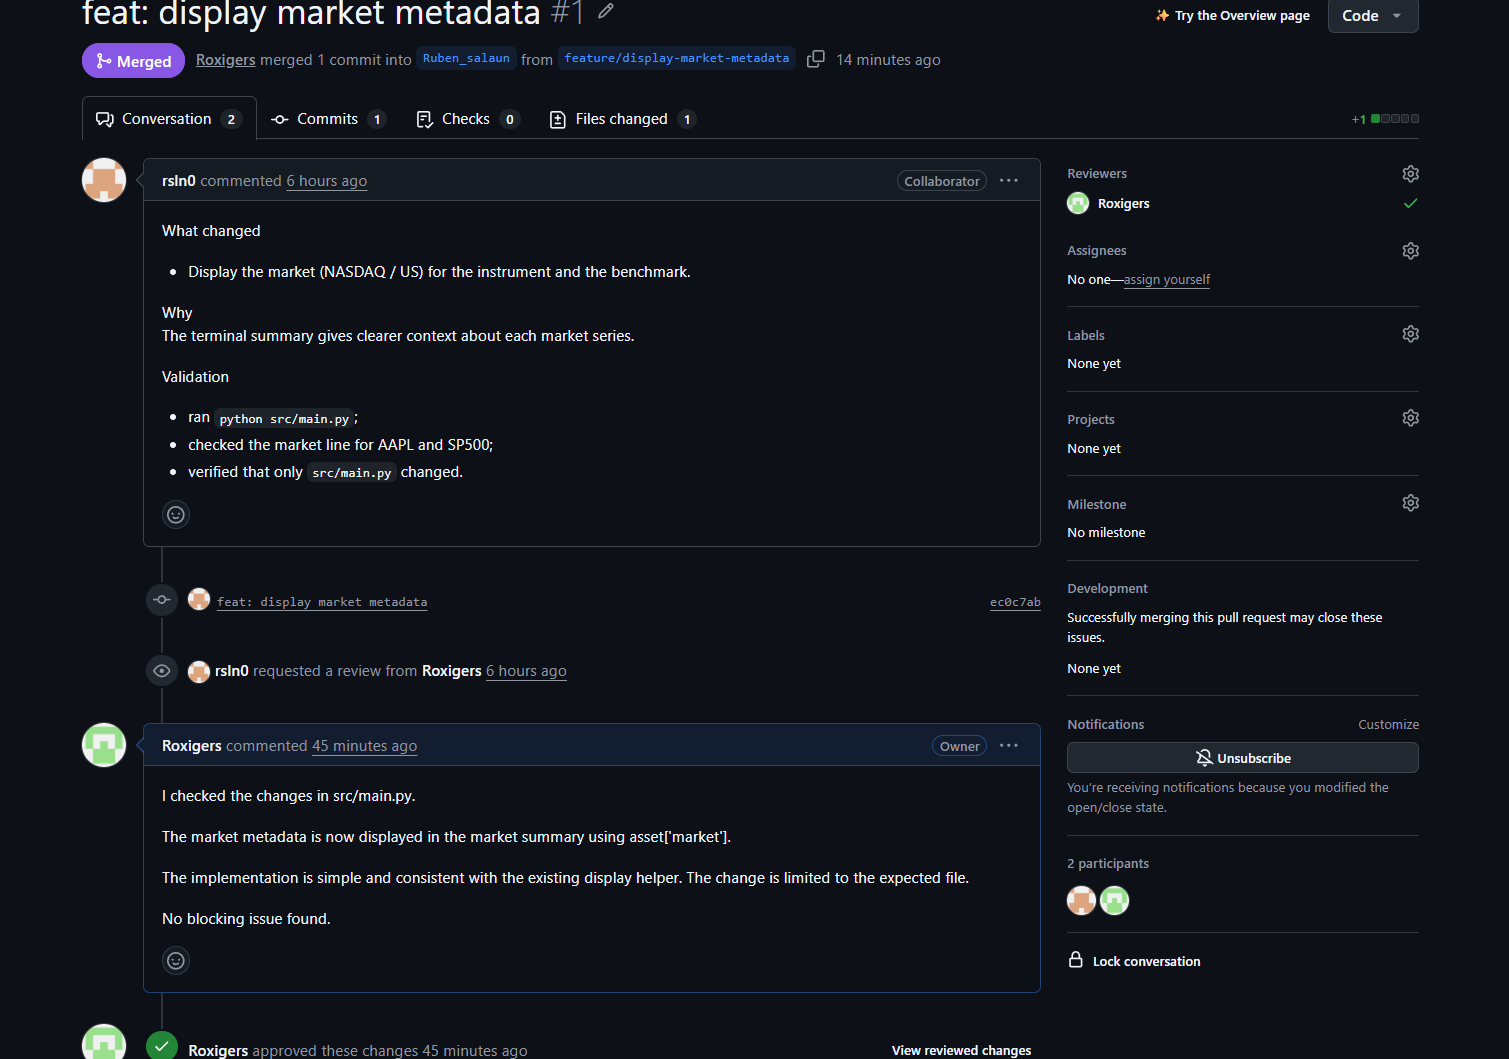 feat: display market metadata #1
Try the Overview page
Code
Merged
Roxigers merged 1 commit into Ruben_salaun from feature/display-market-metadata 14 minutes ago
Conversation 2
Commits 1
Checks 0
Files changed 1
+1
rsln0 commented 6 hours ago
Collaborator
What changed
Display the market (NASDAQ / US) for the instrument and the benchmark.
Why
The terminal summary gives clearer context about each market series.
Validation
ran python src/main.py;
checked the market line for AAPL and SP500;
verified that only src/main.py changed.
feat: display market metadata
ec0c7ab
rsln0 requested a review from Roxigers 6 hours ago
Roxigers commented 45 minutes ago
Owner
I checked the changes in src/main.py.
The market metadata is now displayed in the market summary using asset['market'].
The implementation is simple and consistent with the existing display helper. The change is limited to the expected file.
No blocking issue found.
Roxigers approved these changes 45 minutes ago
View reviewed changes
Reviewers
Roxigers
Assignees
No one—assign yourself
Labels
None yet
Projects
None yet
Milestone
No milestone
Development
Successfully merging this pull request may close these
issues.
None yet
Notifications
Customize
Unsubscribe
You're receiving notifications because you modified the
open/close state.
2 participants
Lock conversation